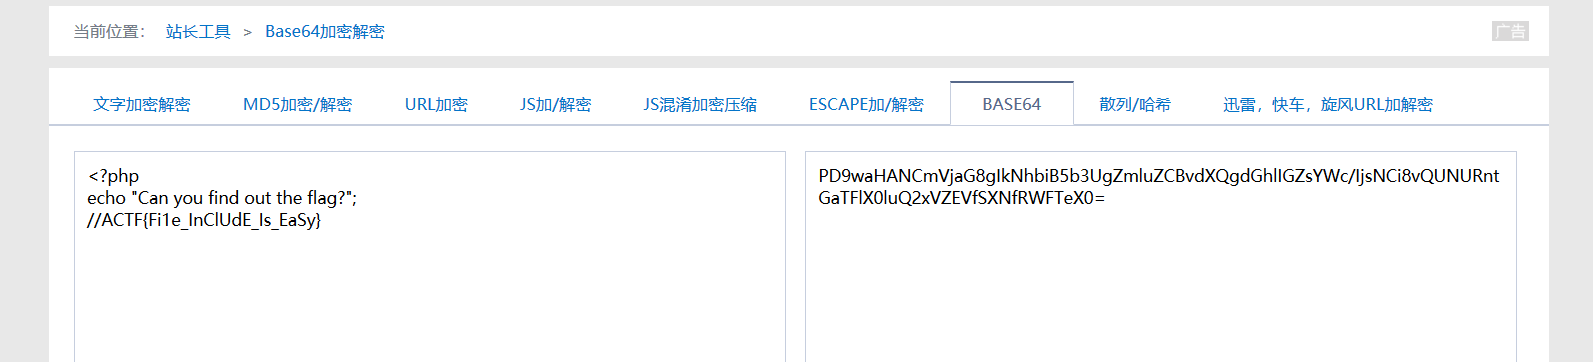 当前位置： 站长工具 > Base64加密解密
广告
文字加密解密 MD5加密/解密 URL加密 JS加/解密 JS混淆加密压缩 ESCAPE加/解密 BASE64 散列/哈希 迅雷，快车，旋风URL加解密
<?php
echo "Can you find out the flag?";
//ACTF{Fi1e_InClUdE_Is_EaSy}
PD9waHANCmVjaG8gIkNhbiB5b3UgZmluZCBvdXQgdGhlIGZsYWc/IjsNCi8vQUNURnt
GaTFlX0luQ2xVZEVfSXNfRWFTeX0=